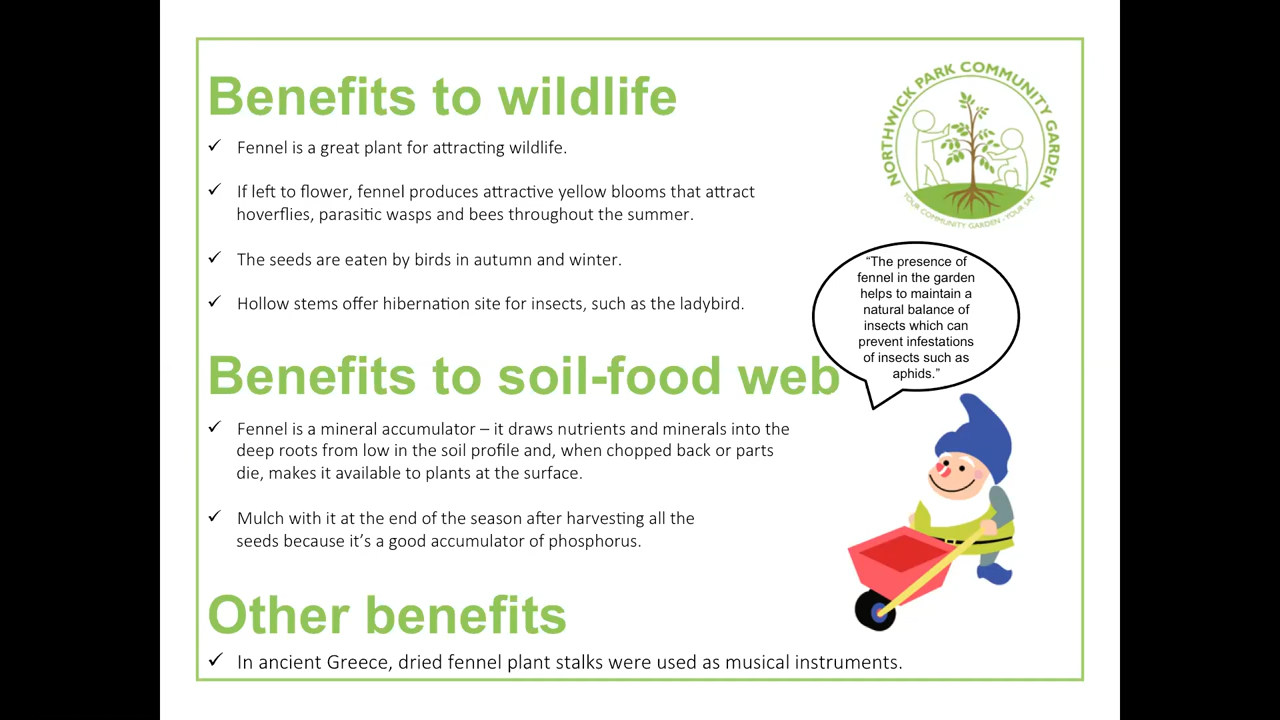 Benefits to wildlife
✓ Fennel is a great plant for attracting wildlife.
✓ If left to flower, fennel produces attractive yellow blooms that attract
hoverflies, parasitic wasps and bees throughout the summer.
✓ The seeds are eaten by birds in autumn and winter.
✓ Hollow stems offer hibernation site for insects, such as the ladybird.
NORTHWICK PARK COMMUNITY GARDEN
YOUR COMMUNITY GARDEN - YOUR SAY
“The presence of
fennel in the garden
helps to maintain a
natural balance of
insects which can
prevent infestations
of insects such as
aphids.”
Benefits to soil-food web
✓ Fennel is a mineral accumulator – it draws nutrients and minerals into the
deep roots from low in the soil profile and, when chopped back or parts
die, makes it available to plants at the surface.
✓ Mulch with it at the end of the season after harvesting all the
seeds because it’s a good accumulator of phosphorus.
Other benefits
✓ In ancient Greece, dried fennel plant stalks were used as musical instruments.